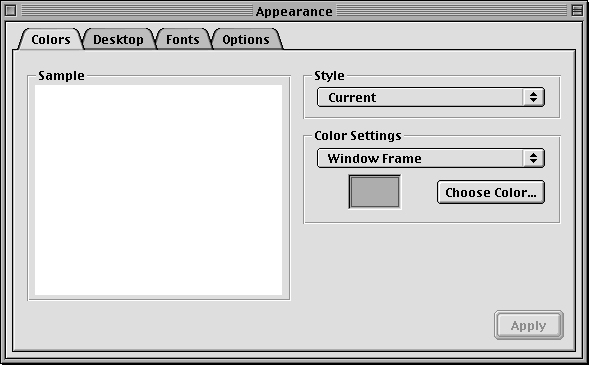 Appearance
Colors Desktop Fonts Options
Sample
Style
Current
Color Settings
Window Frame
Choose Color...
Apply